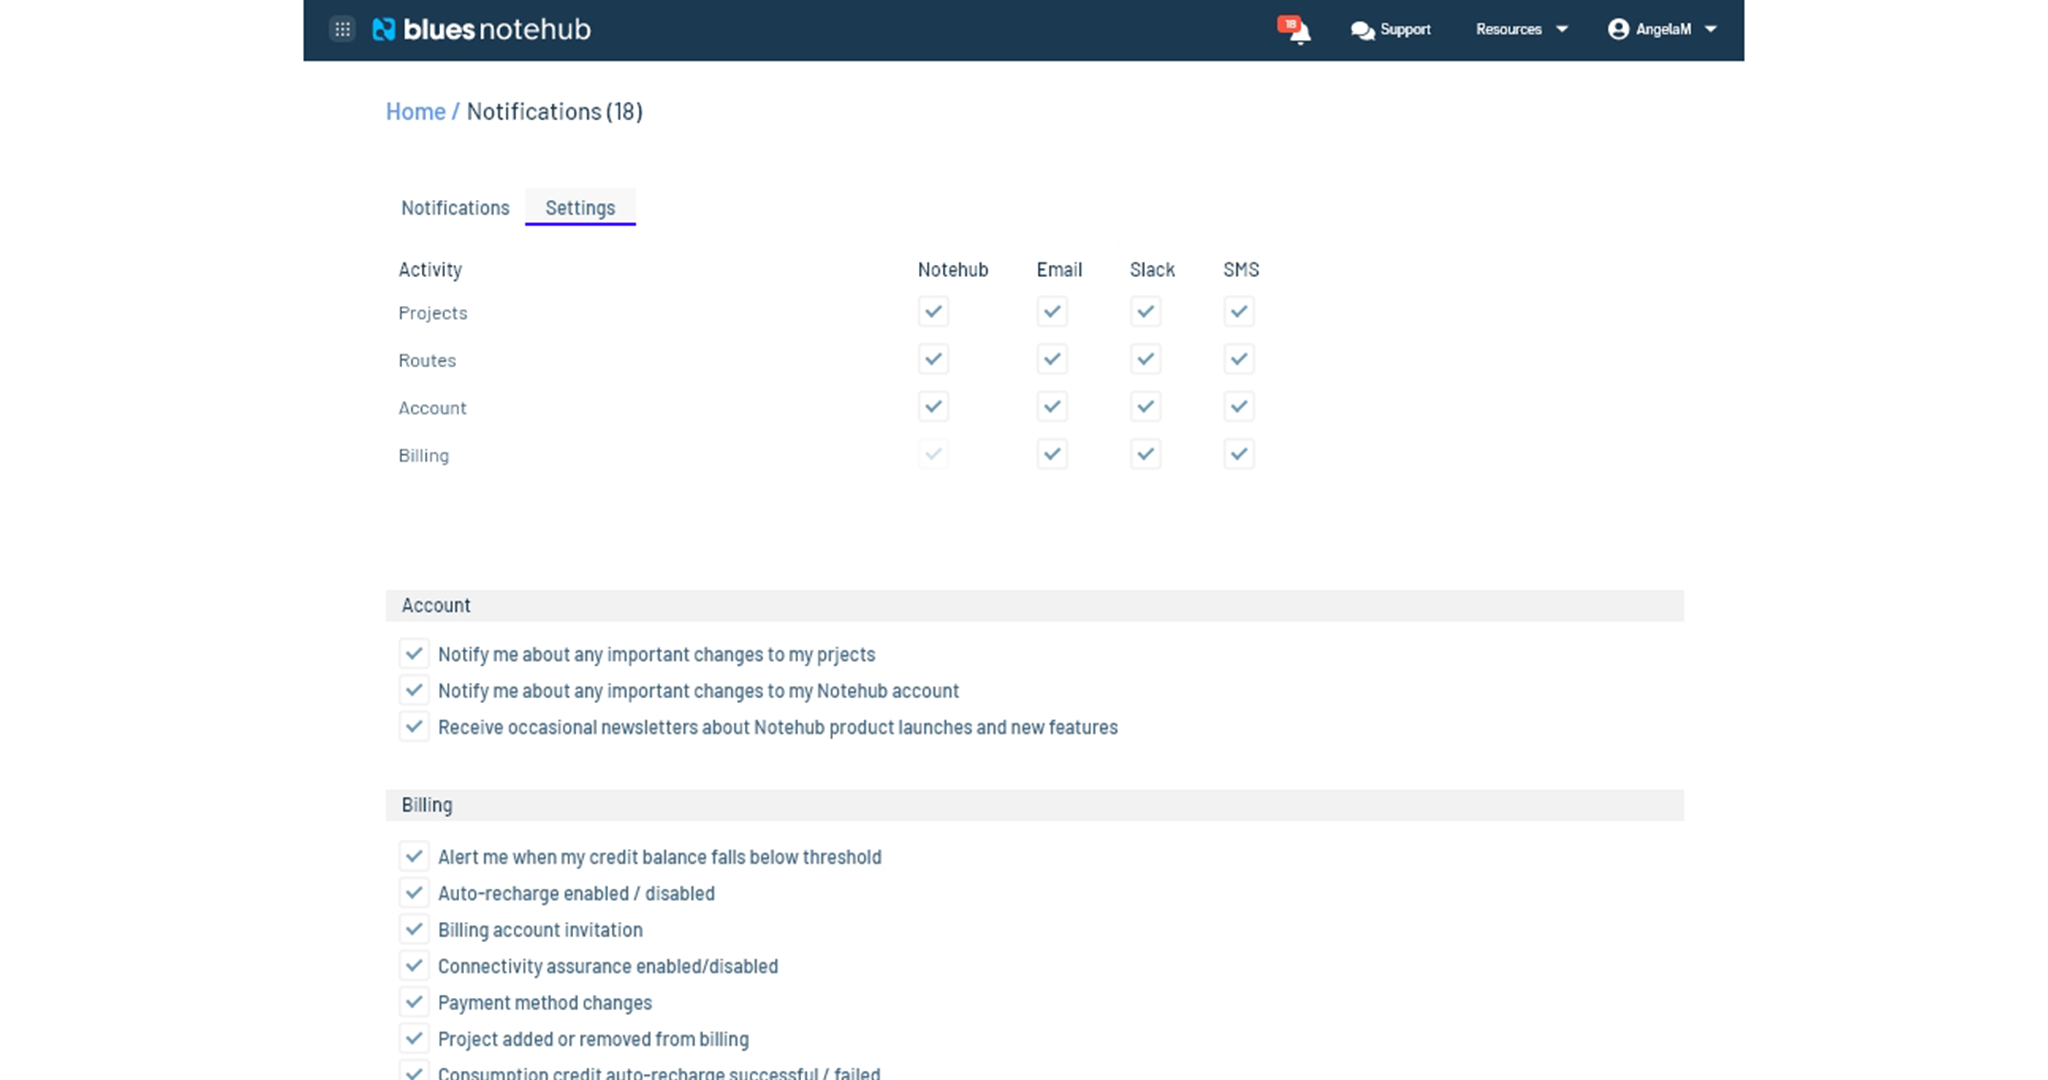 blues notehub
18
Support
Resources
AngelaM
Home / Notifications (18)
Notifications
Settings
Activity Notehub Email Slack SMS
Projects
Routes
Account
Billing
Account
Notify me about any important changes to my prjects
Notify me about any important changes to my Notehub account
Receive occasional newsletters about Notehub product launches and new features
Billing
Alert me when my credit balance falls below threshold
Auto-recharge enabled / disabled
Billing account invitation
Connectivity assurance enabled/disabled
Payment method changes
Project added or removed from billing
Consumption credit auto-recharge successful / failed